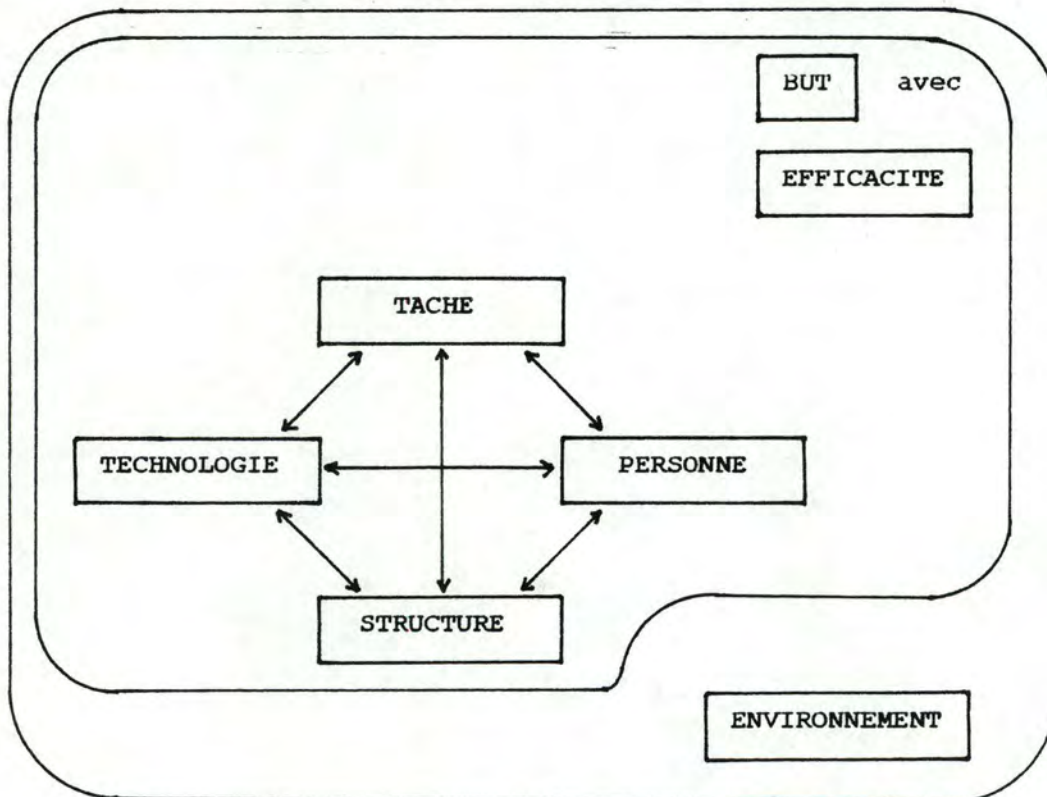 BUT avec
EFFICACITE
TACHE
TECHNOLOGIE PERSONNE
STRUCTURE
ENVIRONNEMENT